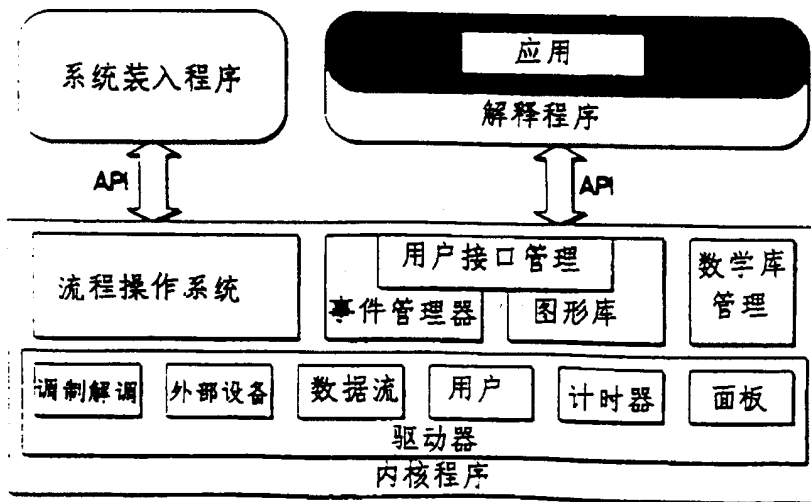 系统装入程序
应用
解释程序
API
API
流程操作系统
用户接口管理
事件管理器
图形库
数学库
管理
调制解调
外部设备
数据流
用户
计时器
面板
驱动器
内核程序